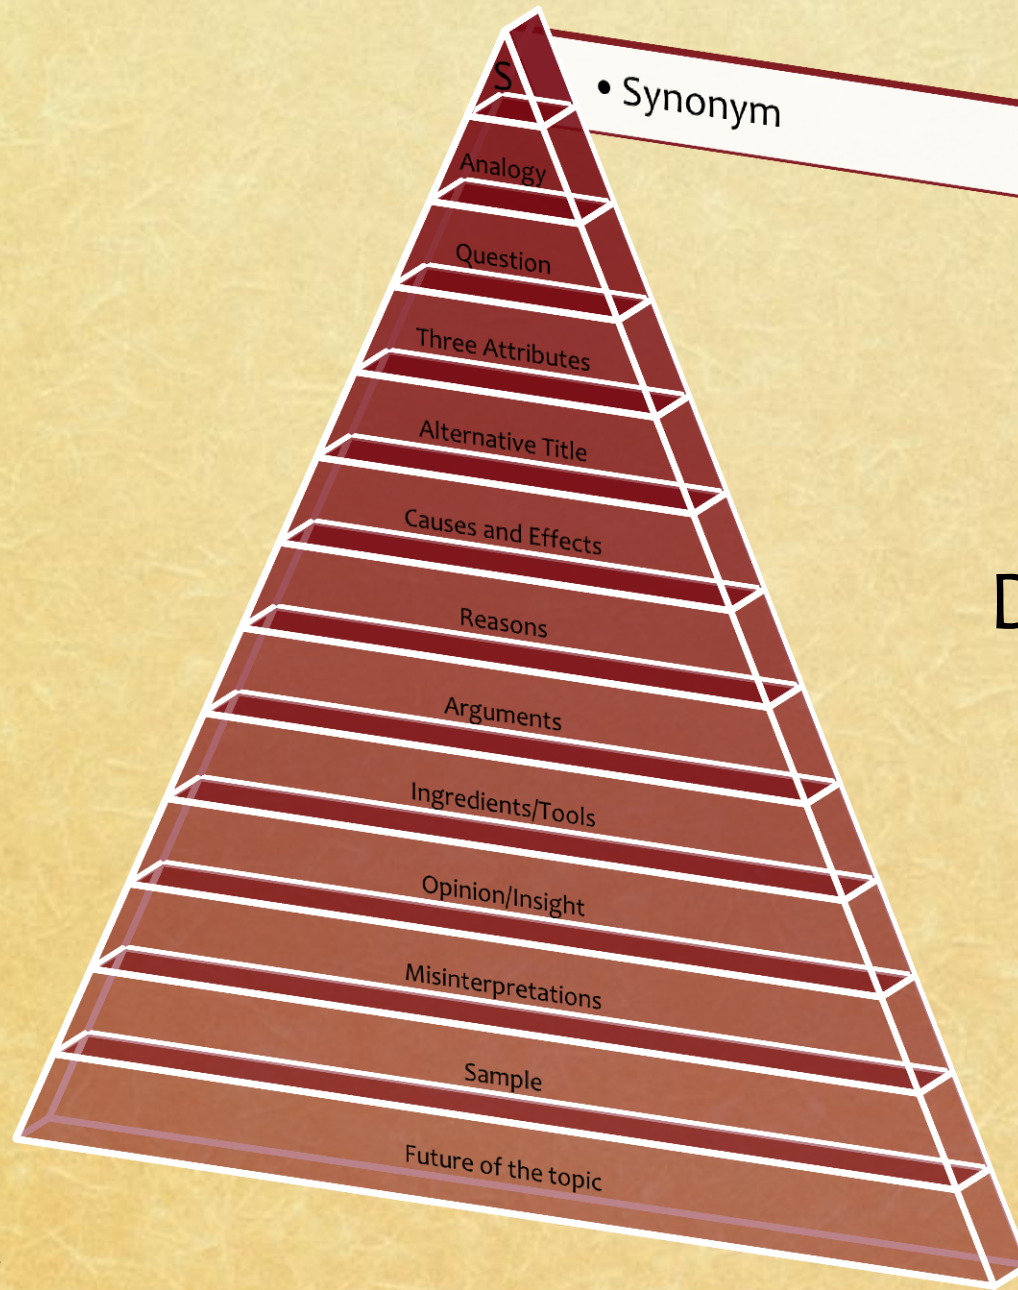 S
• Synonym
Analogy
Question
Three Attributes
Alternative Title
Causes and Effects
Reasons
D
Arguments
Ingredients/Tools
Opinion/Insight
Misinterpretations
Sample
Future of the topic